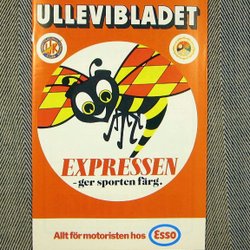 ULLEVIBLADET
EXPRESSEN
-ger sporten färg.
Allt för motoristen hos Esso